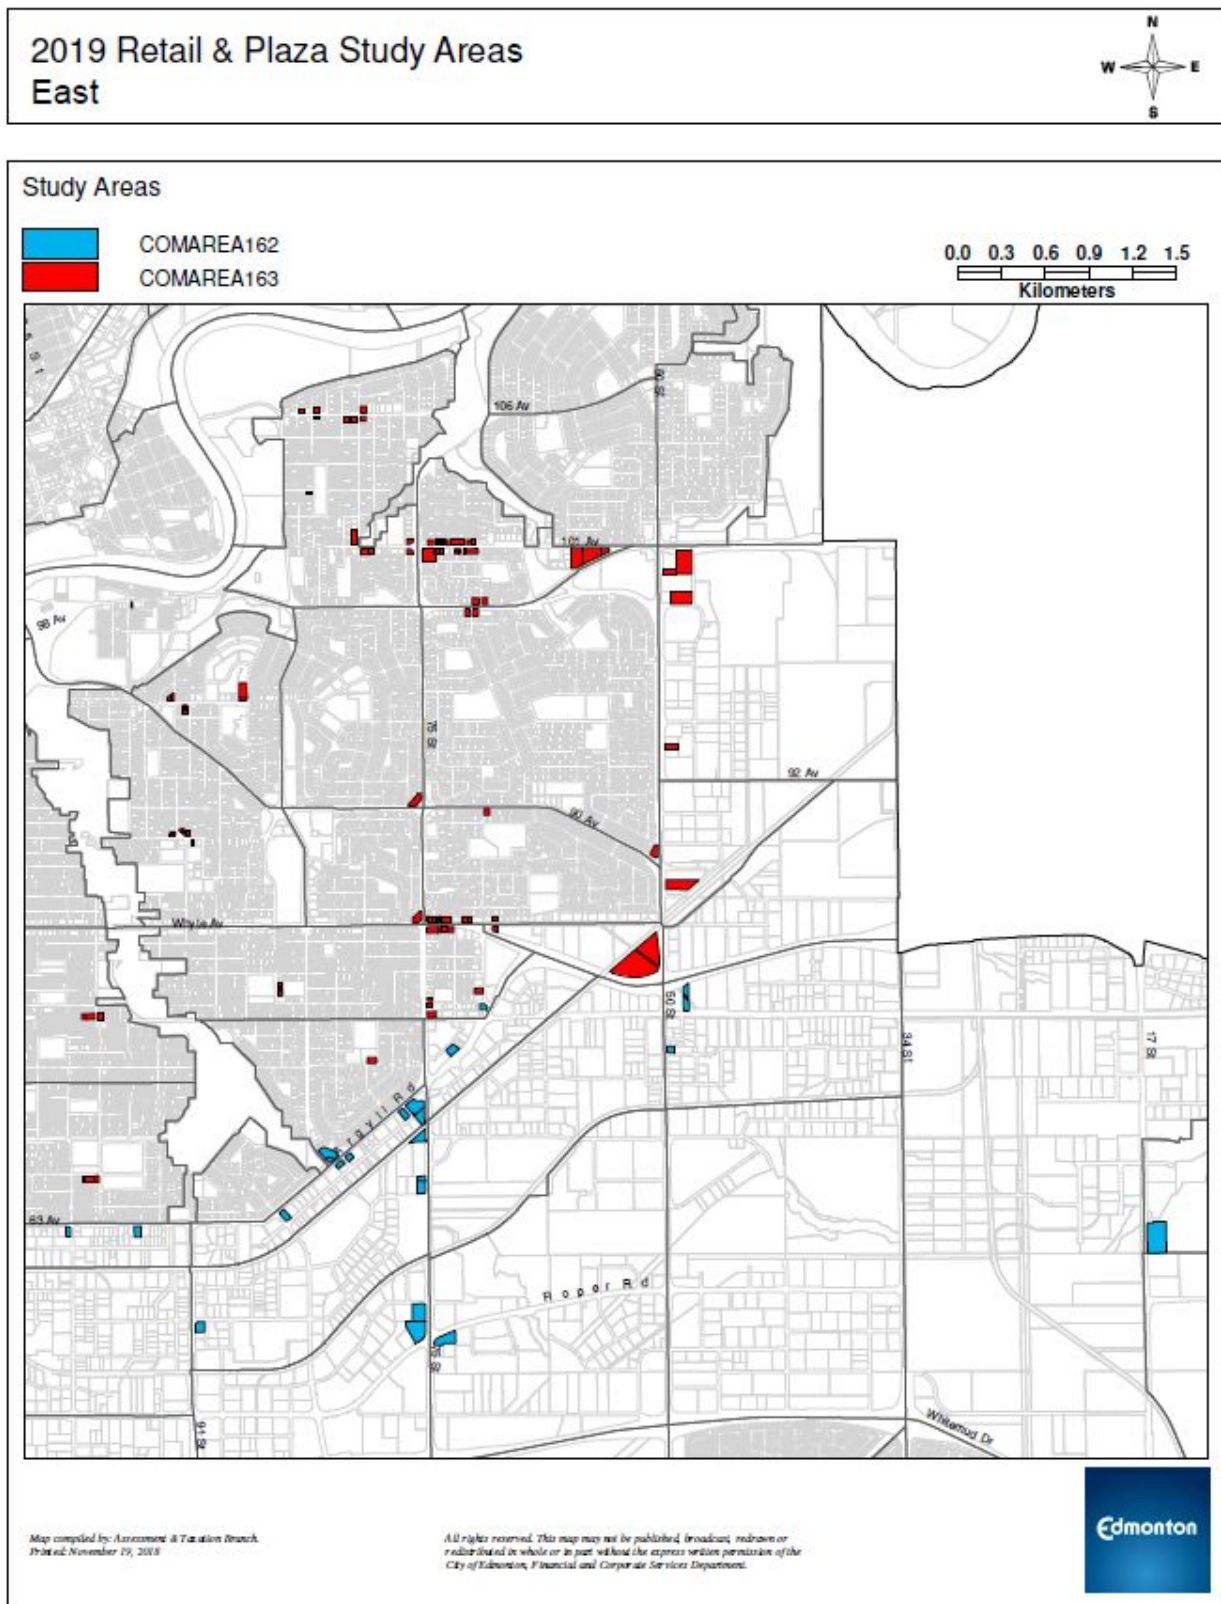 2019 Retail & Plaza Study Areas
East
N
W E
S
Study Areas
COMAREA162
COMAREA163
0.0 0.3 0.6 0.9 1.2 1.5
Kilometers
106 Av
50 St
101 Av
98 Av
75 St
92 Av
90 Av
Whyte Av
50 St
34 St
17 St
Argyll Rd
63 Av
Roper Rd
75 St
91 St
Whitemud Dr
Map compiled by: Assessment & Taxation Branch.
Printed: November 19, 2018
All rights reserved. This map may not be published, broadcast, redrawn or
redistributed in whole or in part without the express written permission of the
City of Edmonton, Financial and Corporate Services Department.
Edmonton